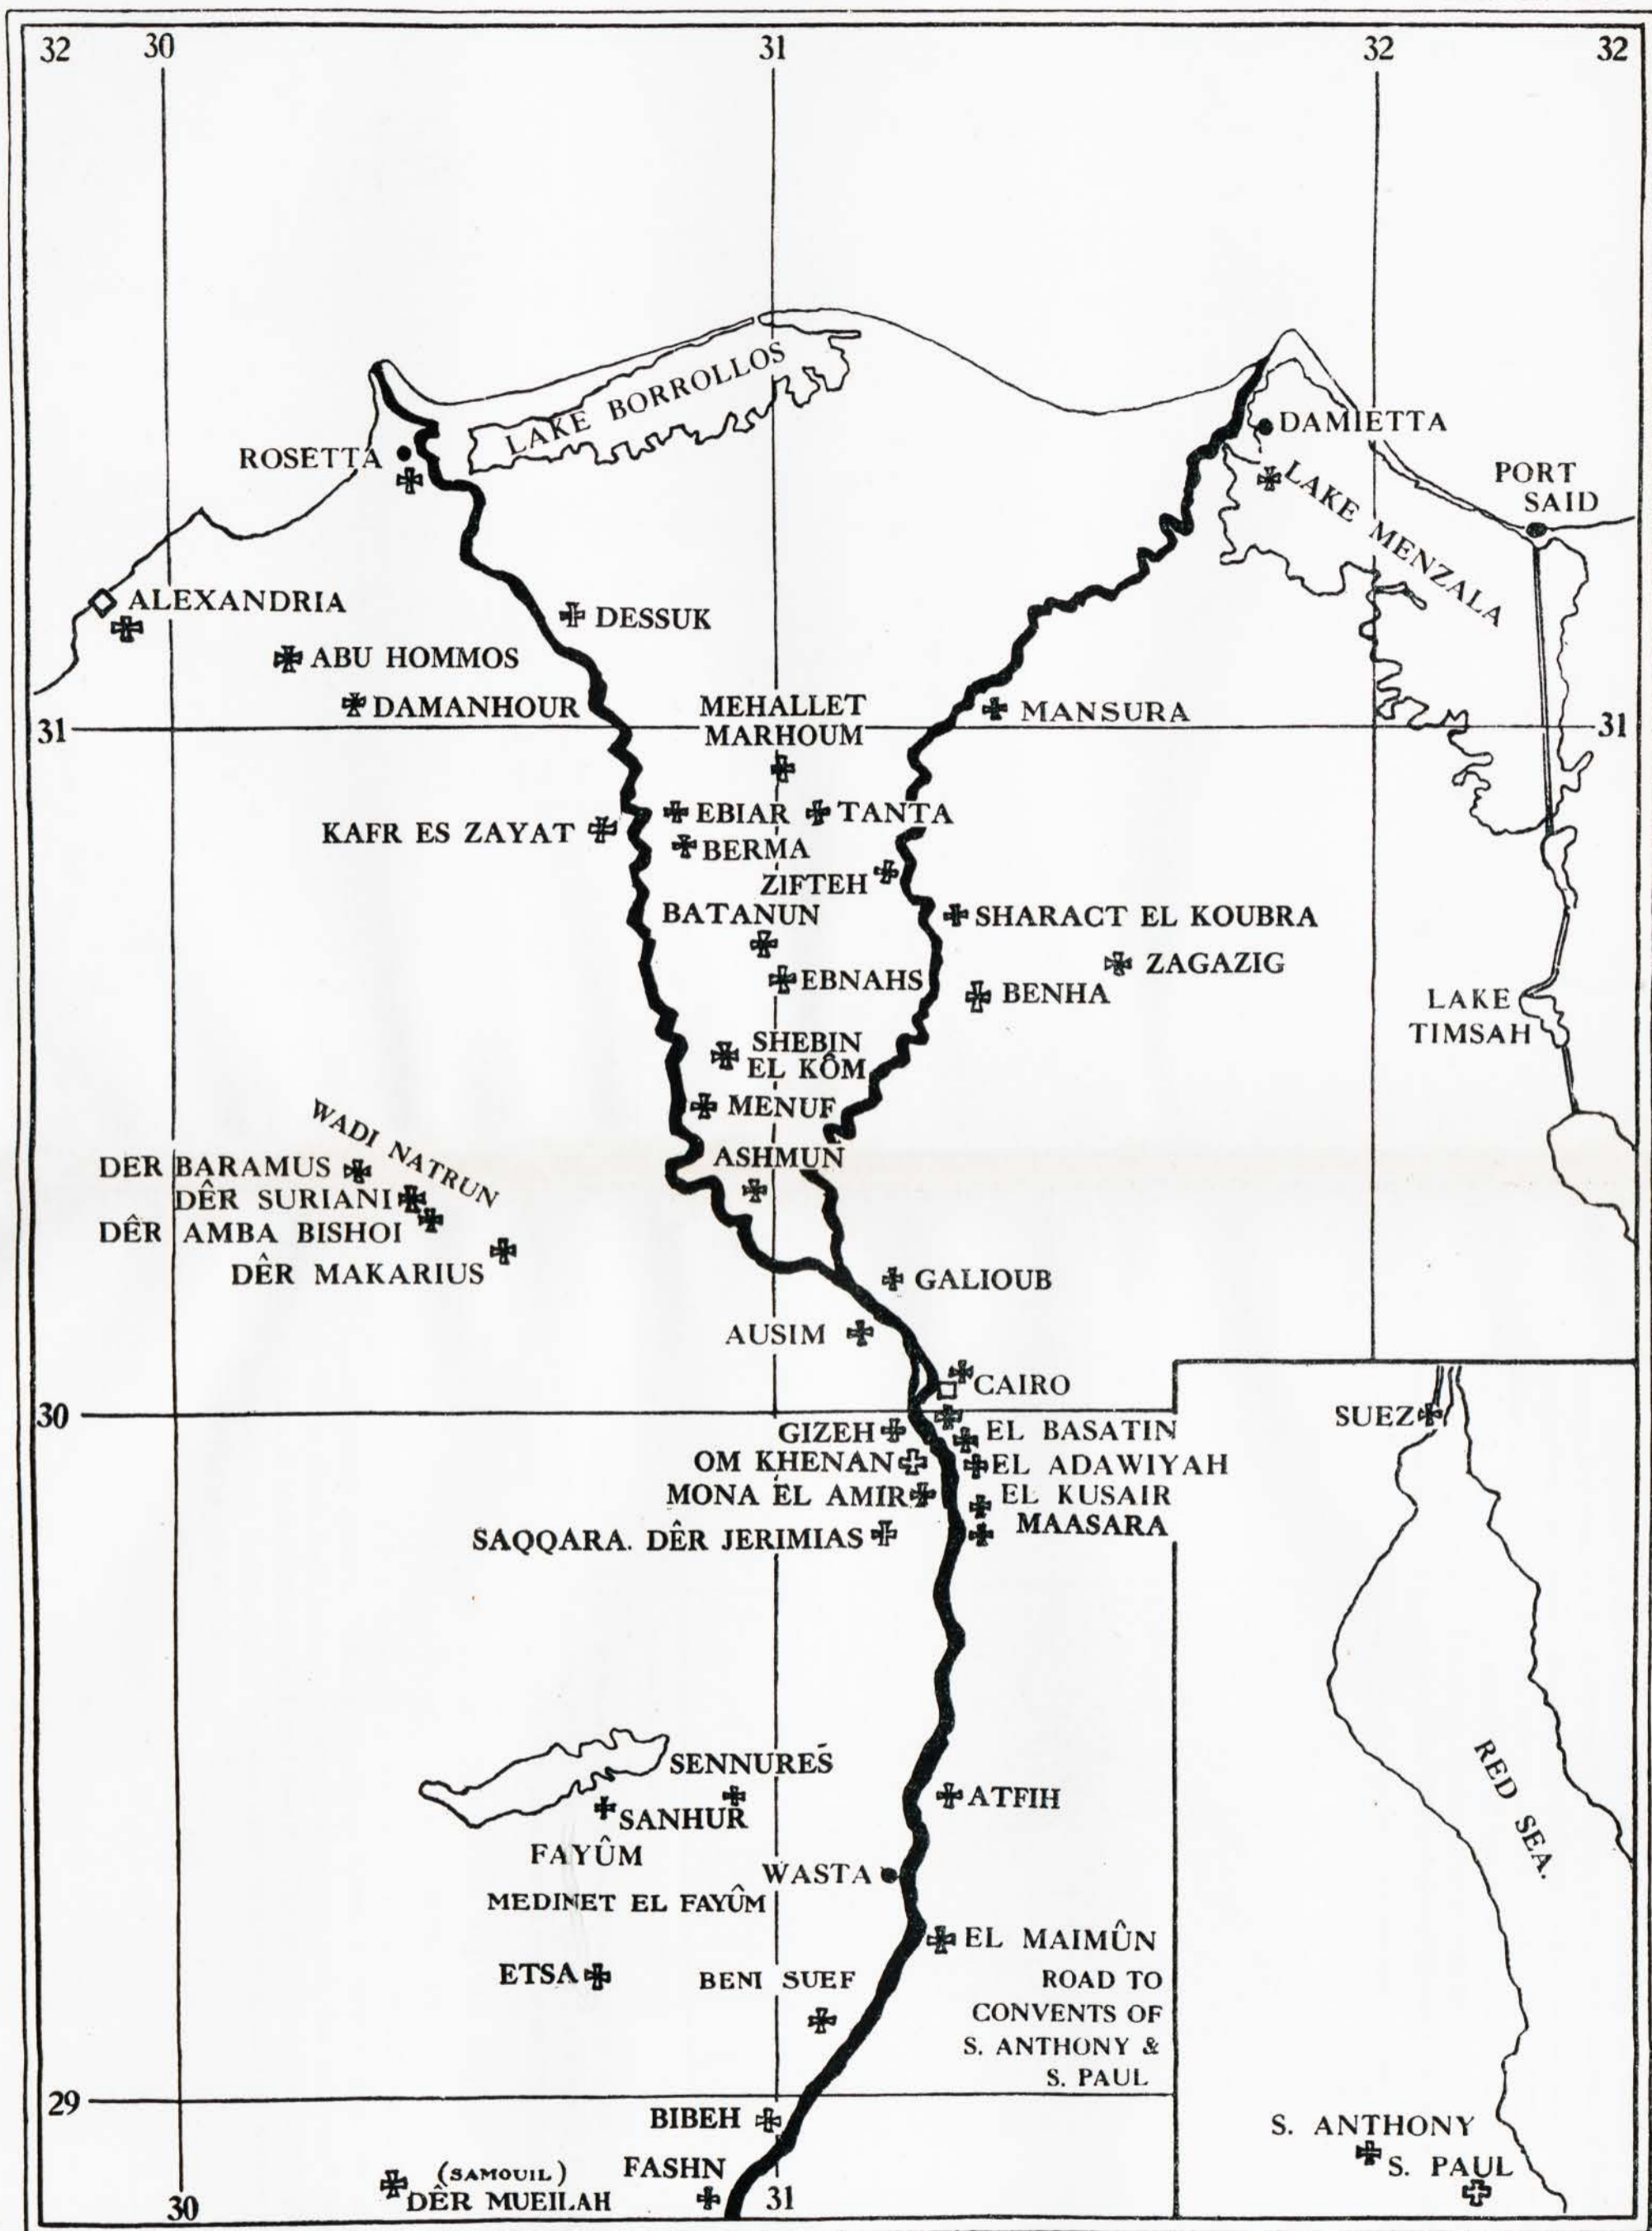 32 30 31 32 32
LAKE BORROLLOS
DAMIETTA
ROSETTA
LAKE MENZALA
PORT
SAID
ALEXANDRIA
DESSUK
ABU HOMMOS
DAMANHOUR
MEHALLET
MARHOUM
MANSURA
31 31
EBIAR
TANTA
KAFR ES ZAYAT
BERMA
ZIFTEH
BATANUN
SHARACT EL KOUBRA
ZAGAZIG
EBNAHS
BENHA
LAKE
TIMSAH
SHEBIN
EL KÔM
MENUF
WADI NATRUN
ASHMUN
DER BARAMUS
DÊR SURIANI
DÊR AMBA BISHOI
DÊR MAKARIUS
GALIOUB
AUSIM
CAIRO
30
SUEZ
GIZEH
EL BASATIN
OM KHENAN
EL ADAWIYAH
MONA EL AMIR
EL KUSAIR
MAASARA
SAQQARA. DÊR JERIMIAS
RED SEA.
SENNURES
SANHUR
ATFIH
FAYÛM
WASTA
MEDINET EL FAYÛM
EL MAIMÛN
ETSA
BENI SUEF
ROAD TO
CONVENTS OF
S. ANTHONY &
S. PAUL
29
BIBEH
S. ANTHONY
S. PAUL
(SAMOUIL)
DÊR MUEILAH
FASHN
30 31